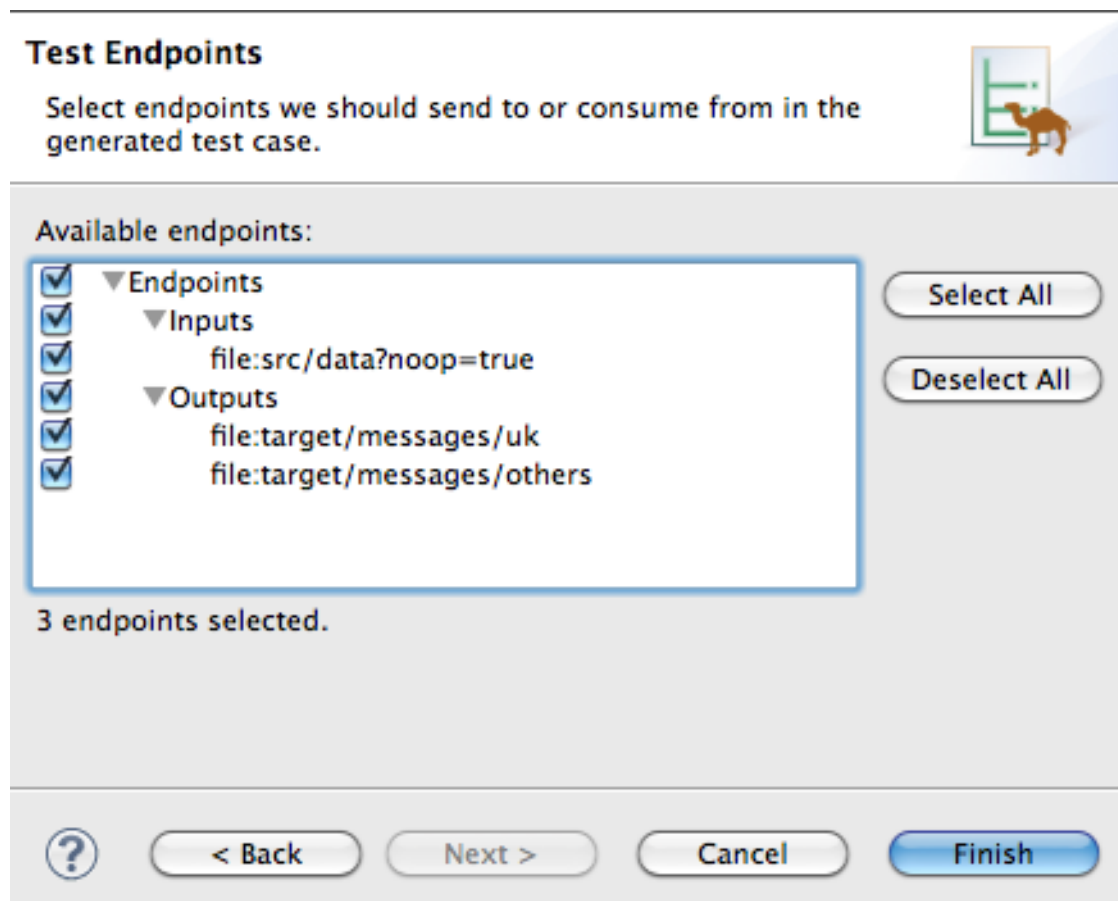 Test Endpoints
Select endpoints we should send to or consume from in the
generated test case.
Available endpoints:
Endpoints
Inputs
file:src/data?noop=true
Outputs
file:target/messages/uk
file:target/messages/others
Select All
Deselect All
3 endpoints selected.
?
< Back
Next >
Cancel
Finish